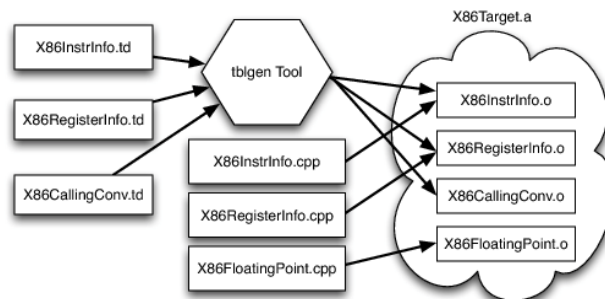 X86Target.a
X86InstrInfo.td
tblgen Tool
X86InstrInfo.o
X86RegisterInfo.td
X86InstrInfo.cpp
X86RegisterInfo.o
X86CallingConv.td
X86CallingConv.o
X86RegisterInfo.cpp
X86FloatingPoint.o
X86FloatingPoint.cpp